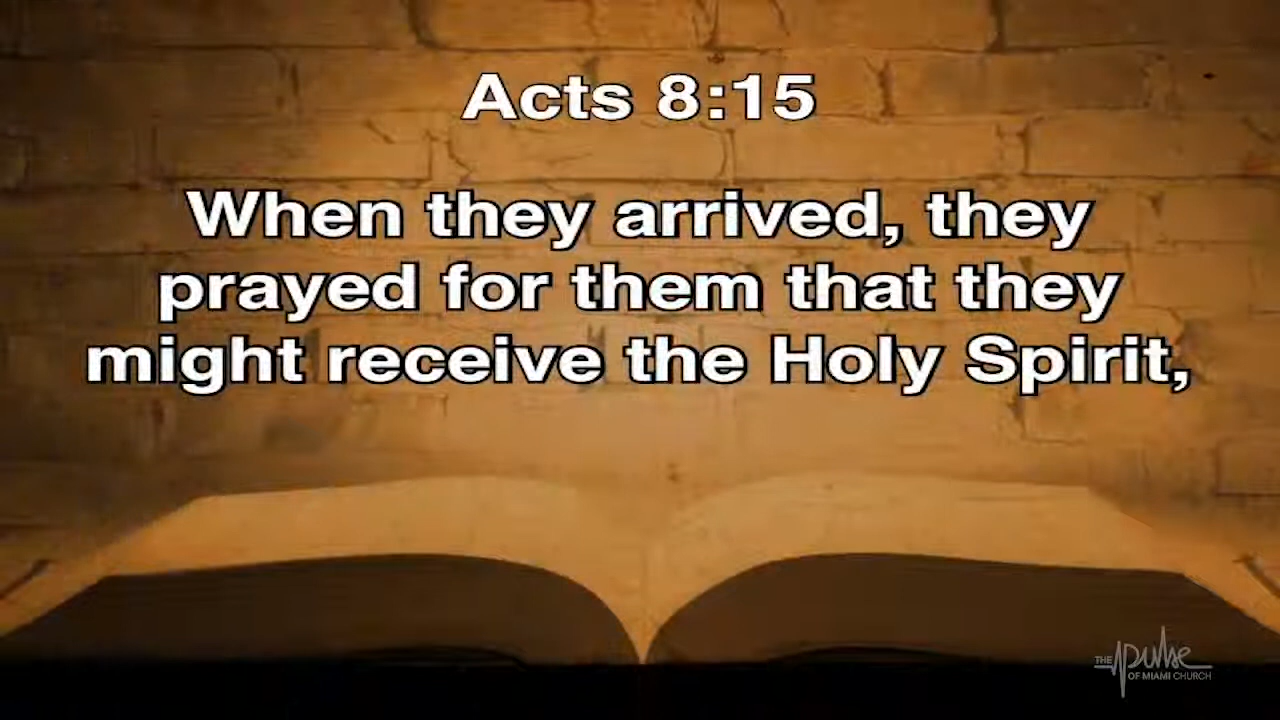 Acts 8:15
When they arrived, they
prayed for them that they
might receive the Holy Spirit,
THE Pulse
OF MIAMI CHURCH